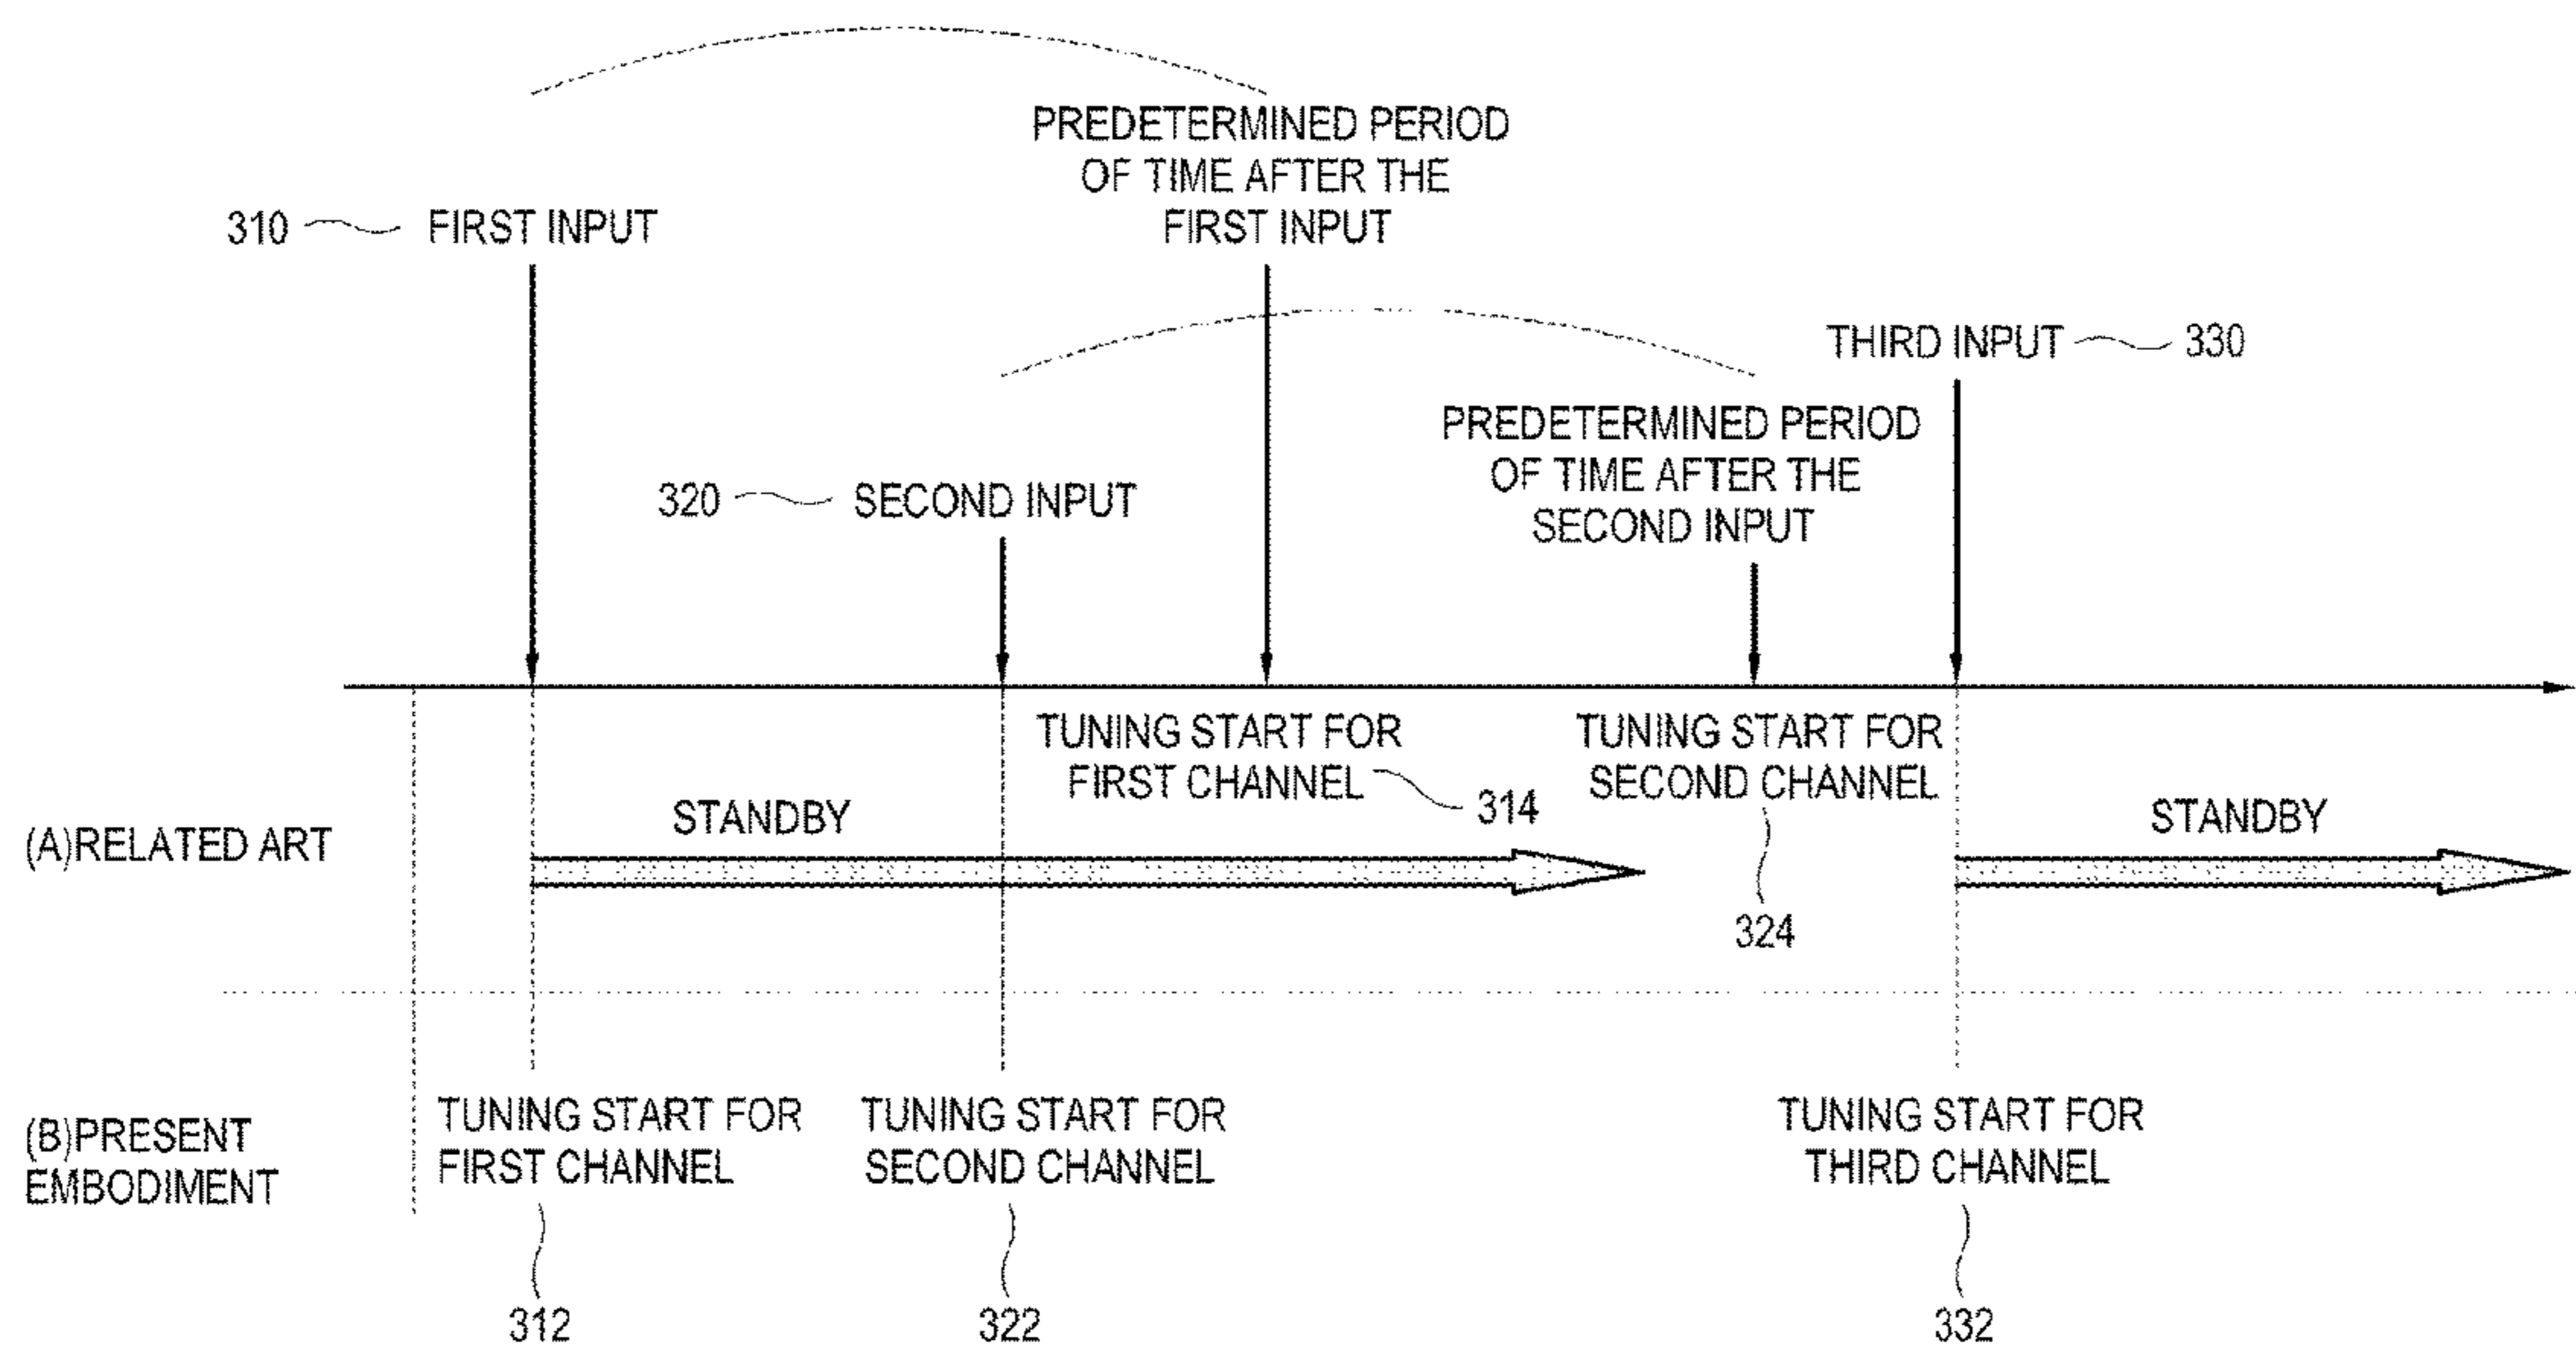 PREDETERMINED PERIOD
OF TIME AFTER THE
FIRST INPUT
310
FIRST INPUT
THIRD INPUT
330
PREDETERMINED PERIOD
OF TIME AFTER THE
SECOND INPUT
320
SECOND INPUT
TUNING START FOR
FIRST CHANNEL
314
TUNING START FOR
SECOND CHANNEL
324
(A)RELATED ART
STANDBY
STANDBY
(B)PRESENT
EMBODIMENT
TUNING START FOR
FIRST CHANNEL
312
TUNING START FOR
SECOND CHANNEL
322
TUNING START FOR
THIRD CHANNEL
332